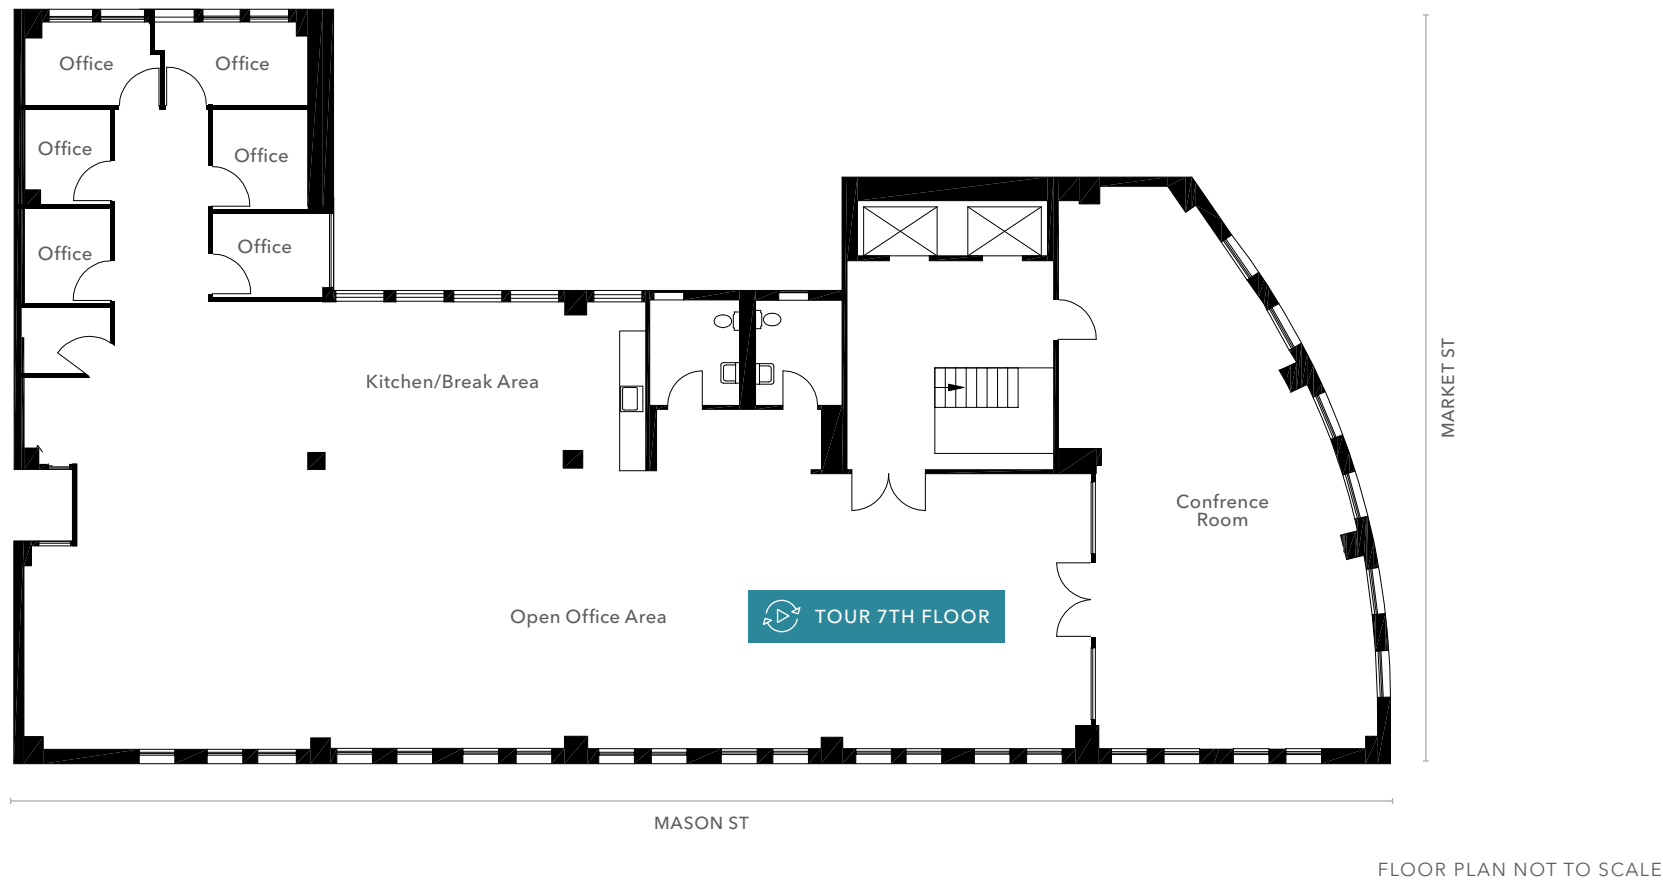 Office
Office
Office
Office
Office
Office
Kitchen/Break Area
Confrence
Room
Open Office Area
TOUR 7TH FLOOR
MARKET ST
MASON ST
FLOOR PLAN NOT TO SCALE